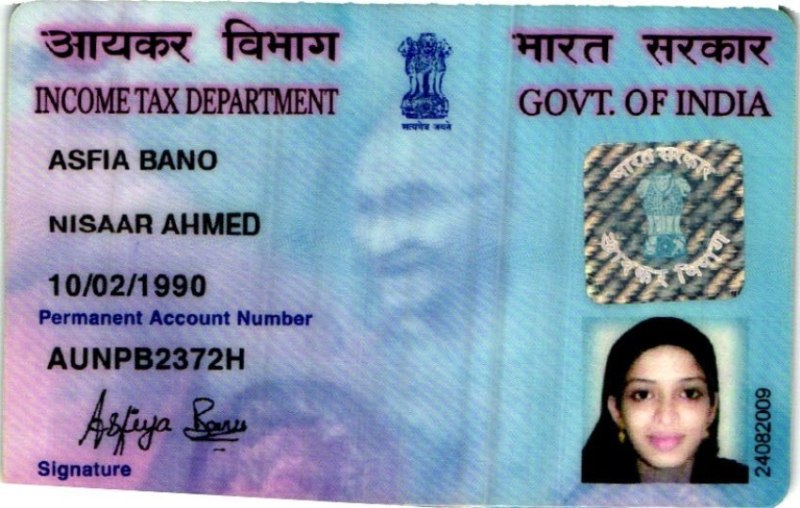 आयकर विभाग
भारत सरकार
INCOME TAX DEPARTMENT
GOVT. OF INDIA
सत्यमेव जयते
ASFIA BANO
NISAAR AHMED
10/02/1990
Permanent Account Number
AUNPB2372H
Asfiya Banu
Signature
भारत सरकार
आयकर विभाग
24082009